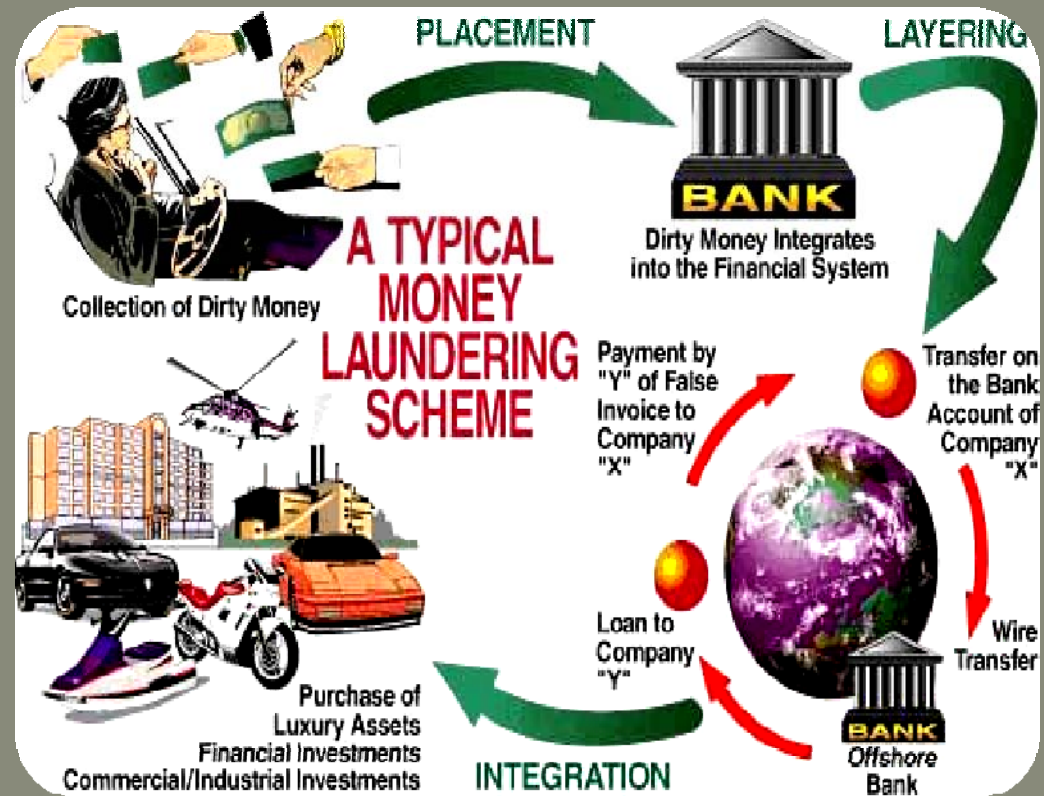 PLACEMENT
LAYERING
BANK
Dirty Money Integrates
into the Financial System
Collection of Dirty Money
A TYPICAL
MONEY
LAUNDERING
SCHEME
Payment by
"Y" of False
Invoice to
Company
"X"
Transfer on
the Bank
Account of
Company
"X"
Wire
Transfer
Loan to
Company
"Y"
BANK
Offshore
Bank
Purchase of
Luxury Assets
Financial Investments
Commercial/Industrial Investments
INTEGRATION